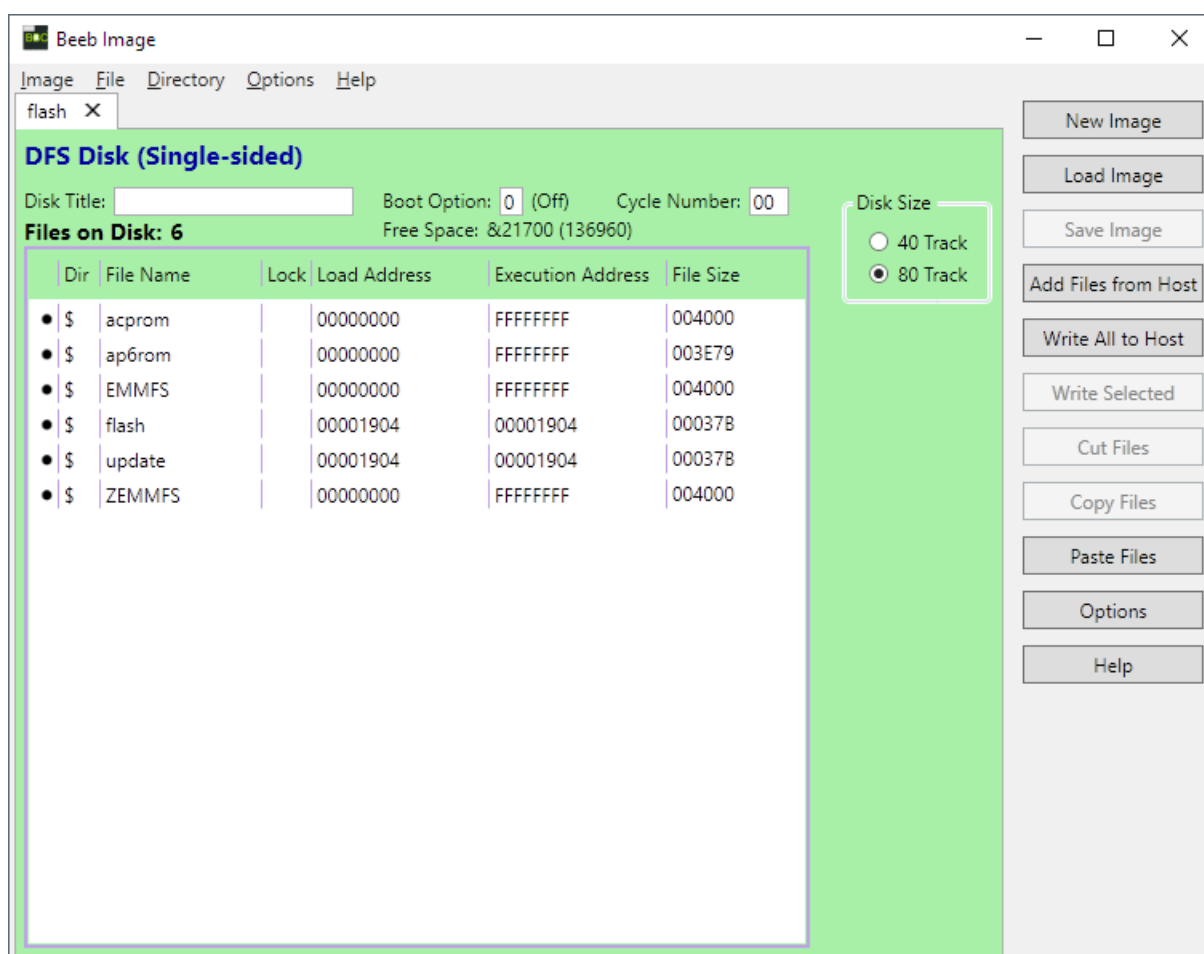 Beeb Image
Image File Directory Options Help
flash
DFS Disk (Single-sided)
Disk Title: Boot Option: 0 (Off) Cycle Number: 00
Files on Disk: 6 Free Space: &21700 (136960)
Disk Size
40 Track
80 Track
Dir File Name Lock Load Address Execution Address File Size
$ acprom 00000000 FFFFFFFF 004000
$ ap6rom 00000000 FFFFFFFF 003E79
$ EMMFS 00000000 FFFFFFFF 004000
$ flash 00001904 00001904 00037B
$ update 00001904 00001904 00037B
$ ZEMMFS 00000000 FFFFFFFF 004000
New Image
Load Image
Save Image
Add Files from Host
Write All to Host
Write Selected
Cut Files
Copy Files
Paste Files
Options
Help